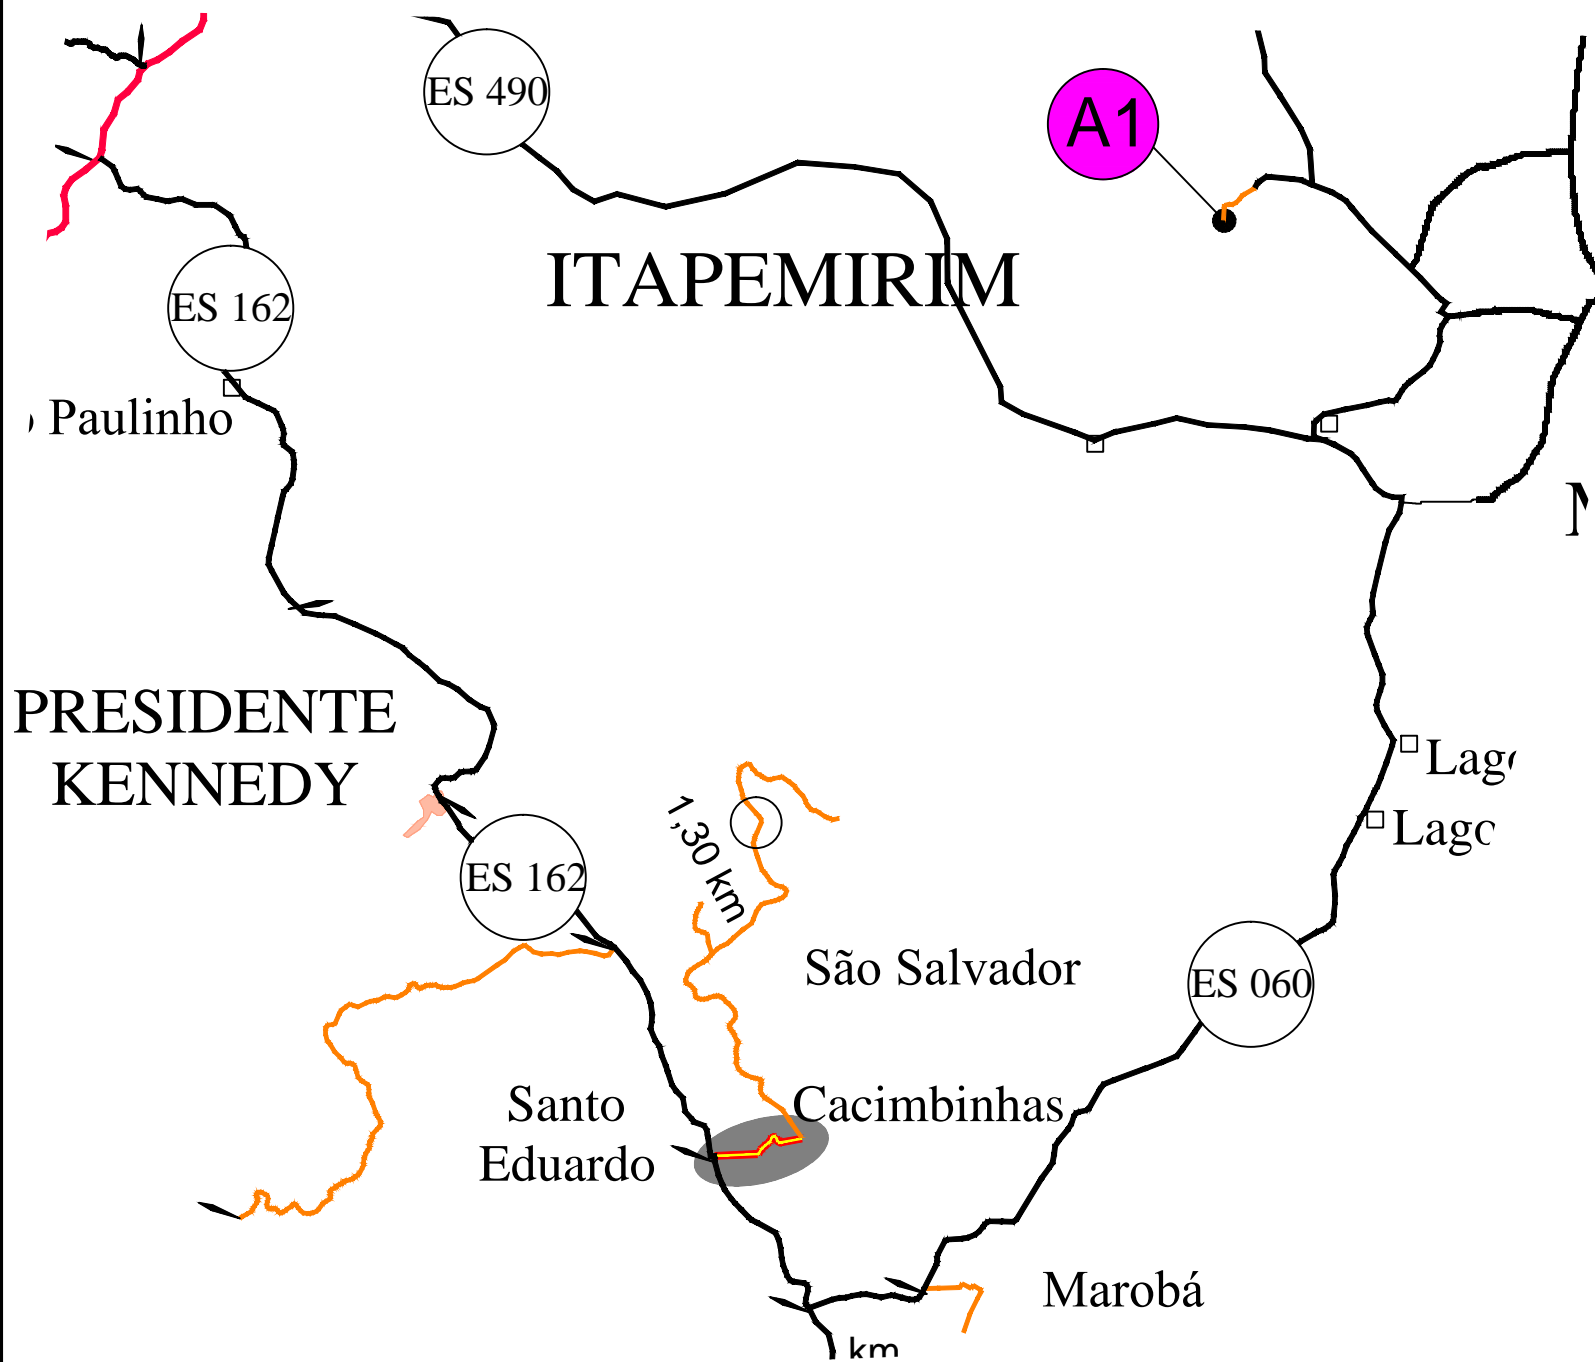 ES 490
A1
ITAPEMIRIM
ES 162
Paulinho
PRESIDENTE
KENNEDY
1,30 km
ES 162
São Salvador
ES 060
Santo
Eduardo
Cacimbinhas
Marobá
km